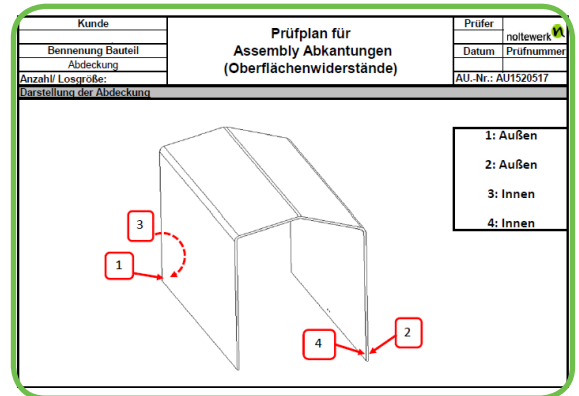 Kunde
Prüfplan für
Assembly Abkantungen
(Oberflächenwiderstände)
Prüfer
noltewerk
Bennenung Bauteil
Datum Prüfnummer
Abdeckung
Anzahl/ Losgröße:
AU.-Nr.: AU1520517
Darstellung der Abdeckung
1: Außen
2: Außen
3: Innen
4: Innen
3
1
2
4